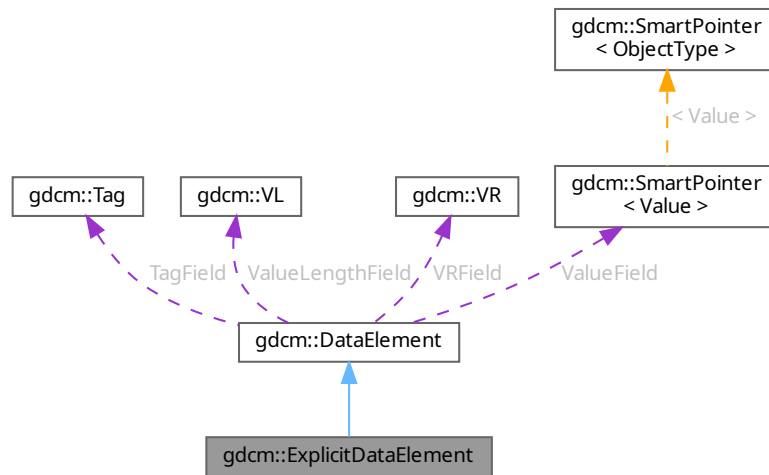 gdcm::SmartPointer
< ObjectType >
< Value >
gdcm::Tag
gdcm::VL
gdcm::VR
gdcm::SmartPointer
< Value >
TagField
ValueLengthField
VRField
ValueField
gdcm::DataElement
gdcm::ExplicitDataElement